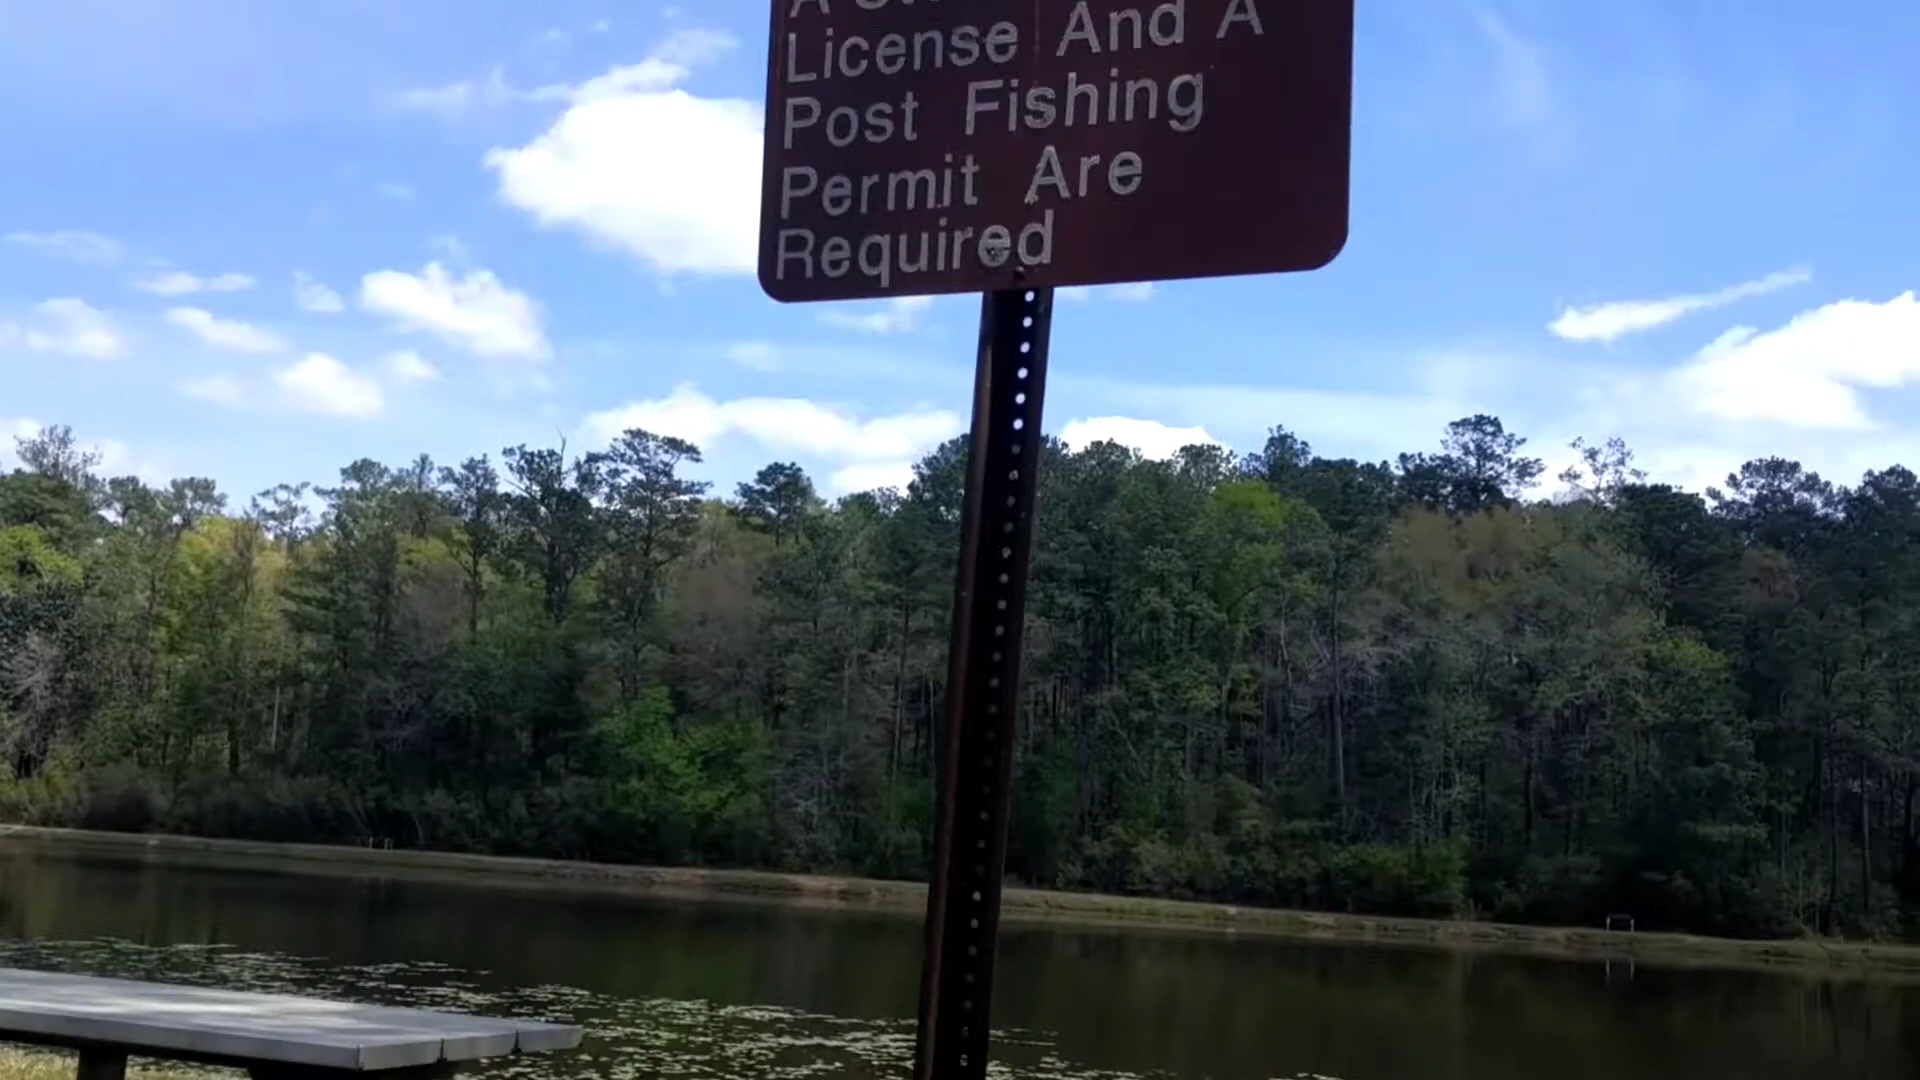 A
License And A
Post Fishing
Permit Are
Required